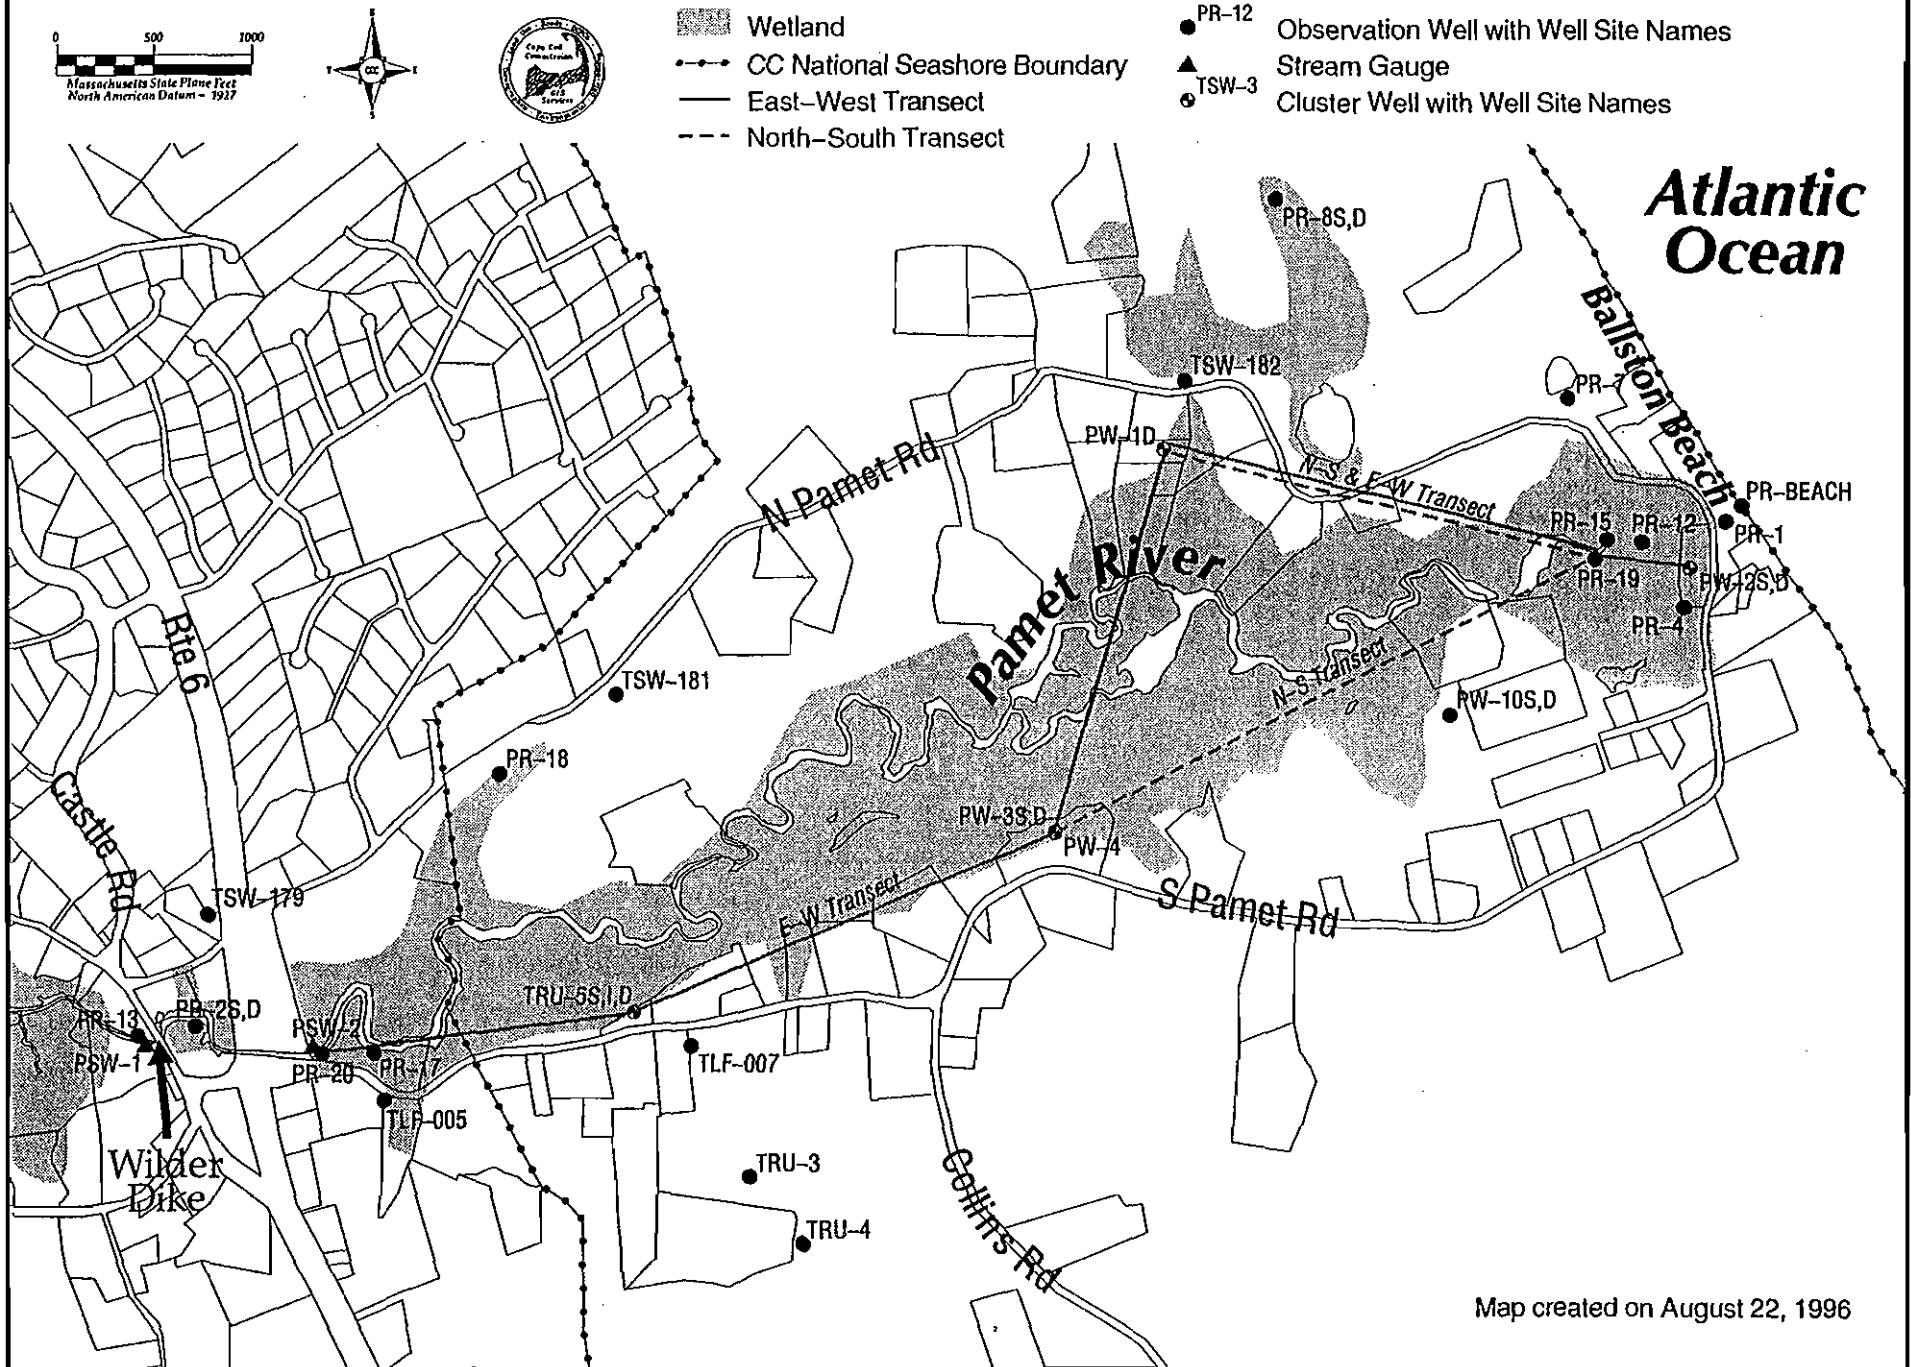 0 500 1000
Massachusetts State Plane Feet
North American Datum - 1927
N
E
S
CCC
Cape Cod
Commission
GIS
Services
Wetland
CC National Seashore Boundary
East-West Transect
North-South Transect
PR-12
Observation Well with Well Site Names
Stream Gauge
TSW-3
Cluster Well with Well Site Names
Atlantic
Ocean
Ballston Beach
PR-8S,D
TSW-182
PR-7
PW-1D
N-S & E-W Transect
N Pamet Rd
PR-BEACH
PR-1
PR-15
PR-12
PR-19
PW-2S,D
PR-4
Pamet River
Rte 6
TSW-181
N-S Transect
PW-10S,D
PR-18
Castle Rd
PW-3S,D
PW-4
TSW-179
E-W Transect
S Pamet Rd
TRU-5S,I,D
PR-2S,D
PR-13
PSW-2
PSW-1
PR-20
PR-17
TLF-007
TLF-005
Wilder
Dike
TRU-3
TRU-4
Collins Rd
Map created on August 22, 1996